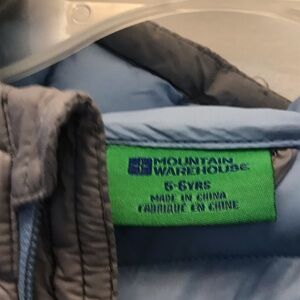 MOUNTAIN
WAREHOUSE
5-6YRS
MADE IN CHINA
FABRIQUÉ EN CHINE